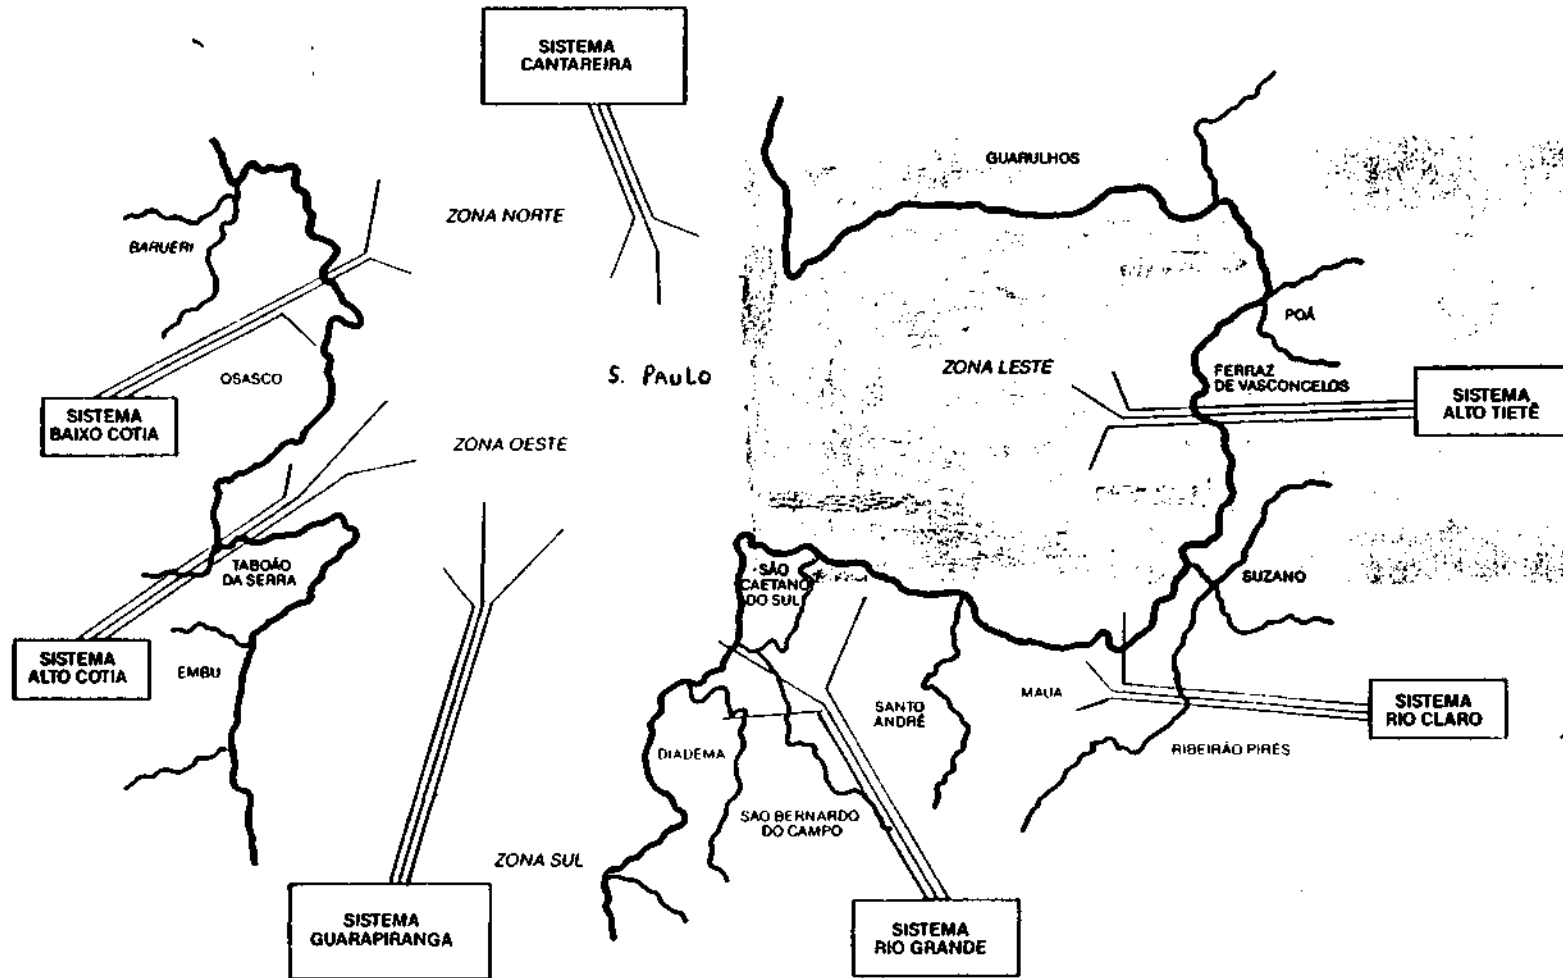 SISTEMA
CANTAREIRA
GUARULHOS
ZONA NORTE
BARUERI
POÁ
S. PAULO
ZONA LESTE
FERRAZ
DE VASCONCELOS
OSASCO
SISTEMA
ALTO TIETÊ
SISTEMA
BAIXO COTIA
ZONA OESTE
TABOÃO
DA SERRA
SÃO
CAETANO
DO SUL
SUZANO
SISTEMA
ALTO COTIA
EMBU
SANTO
ANDRÉ
MAUA
SISTEMA
RIO CLARO
DIADEMA
RIBEIRÃO PIRES
SAO BERNARDO
DO CAMPO
ZONA SUL
SISTEMA
GUARAPIRANGA
SISTEMA
RIO GRANDE